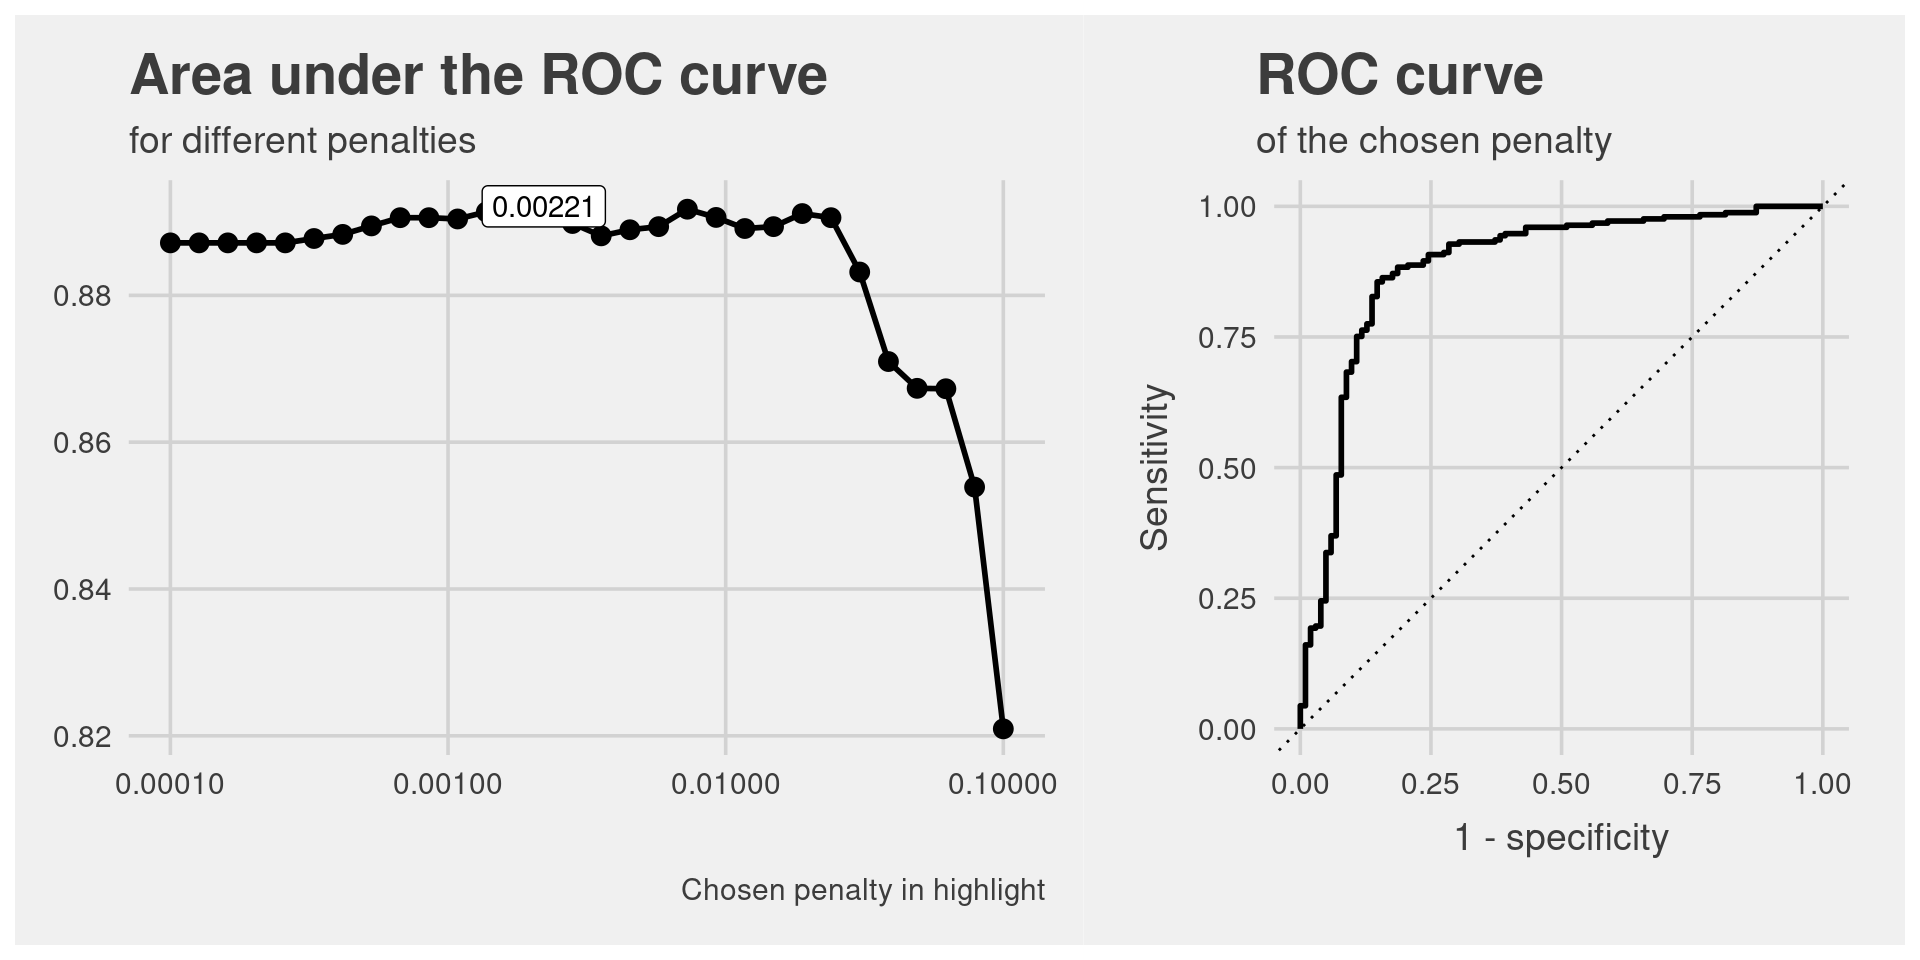 Area under the ROC curve
for different penalties
0.00221
0.88
0.86
0.84
0.82
0.00010 0.00100 0.01000 0.10000
Chosen penalty in highlight
ROC curve
of the chosen penalty
1.00
0.75
0.50
0.25
0.00
Sensitivity
0.00 0.25 0.50 0.75 1.00
1 - specificity